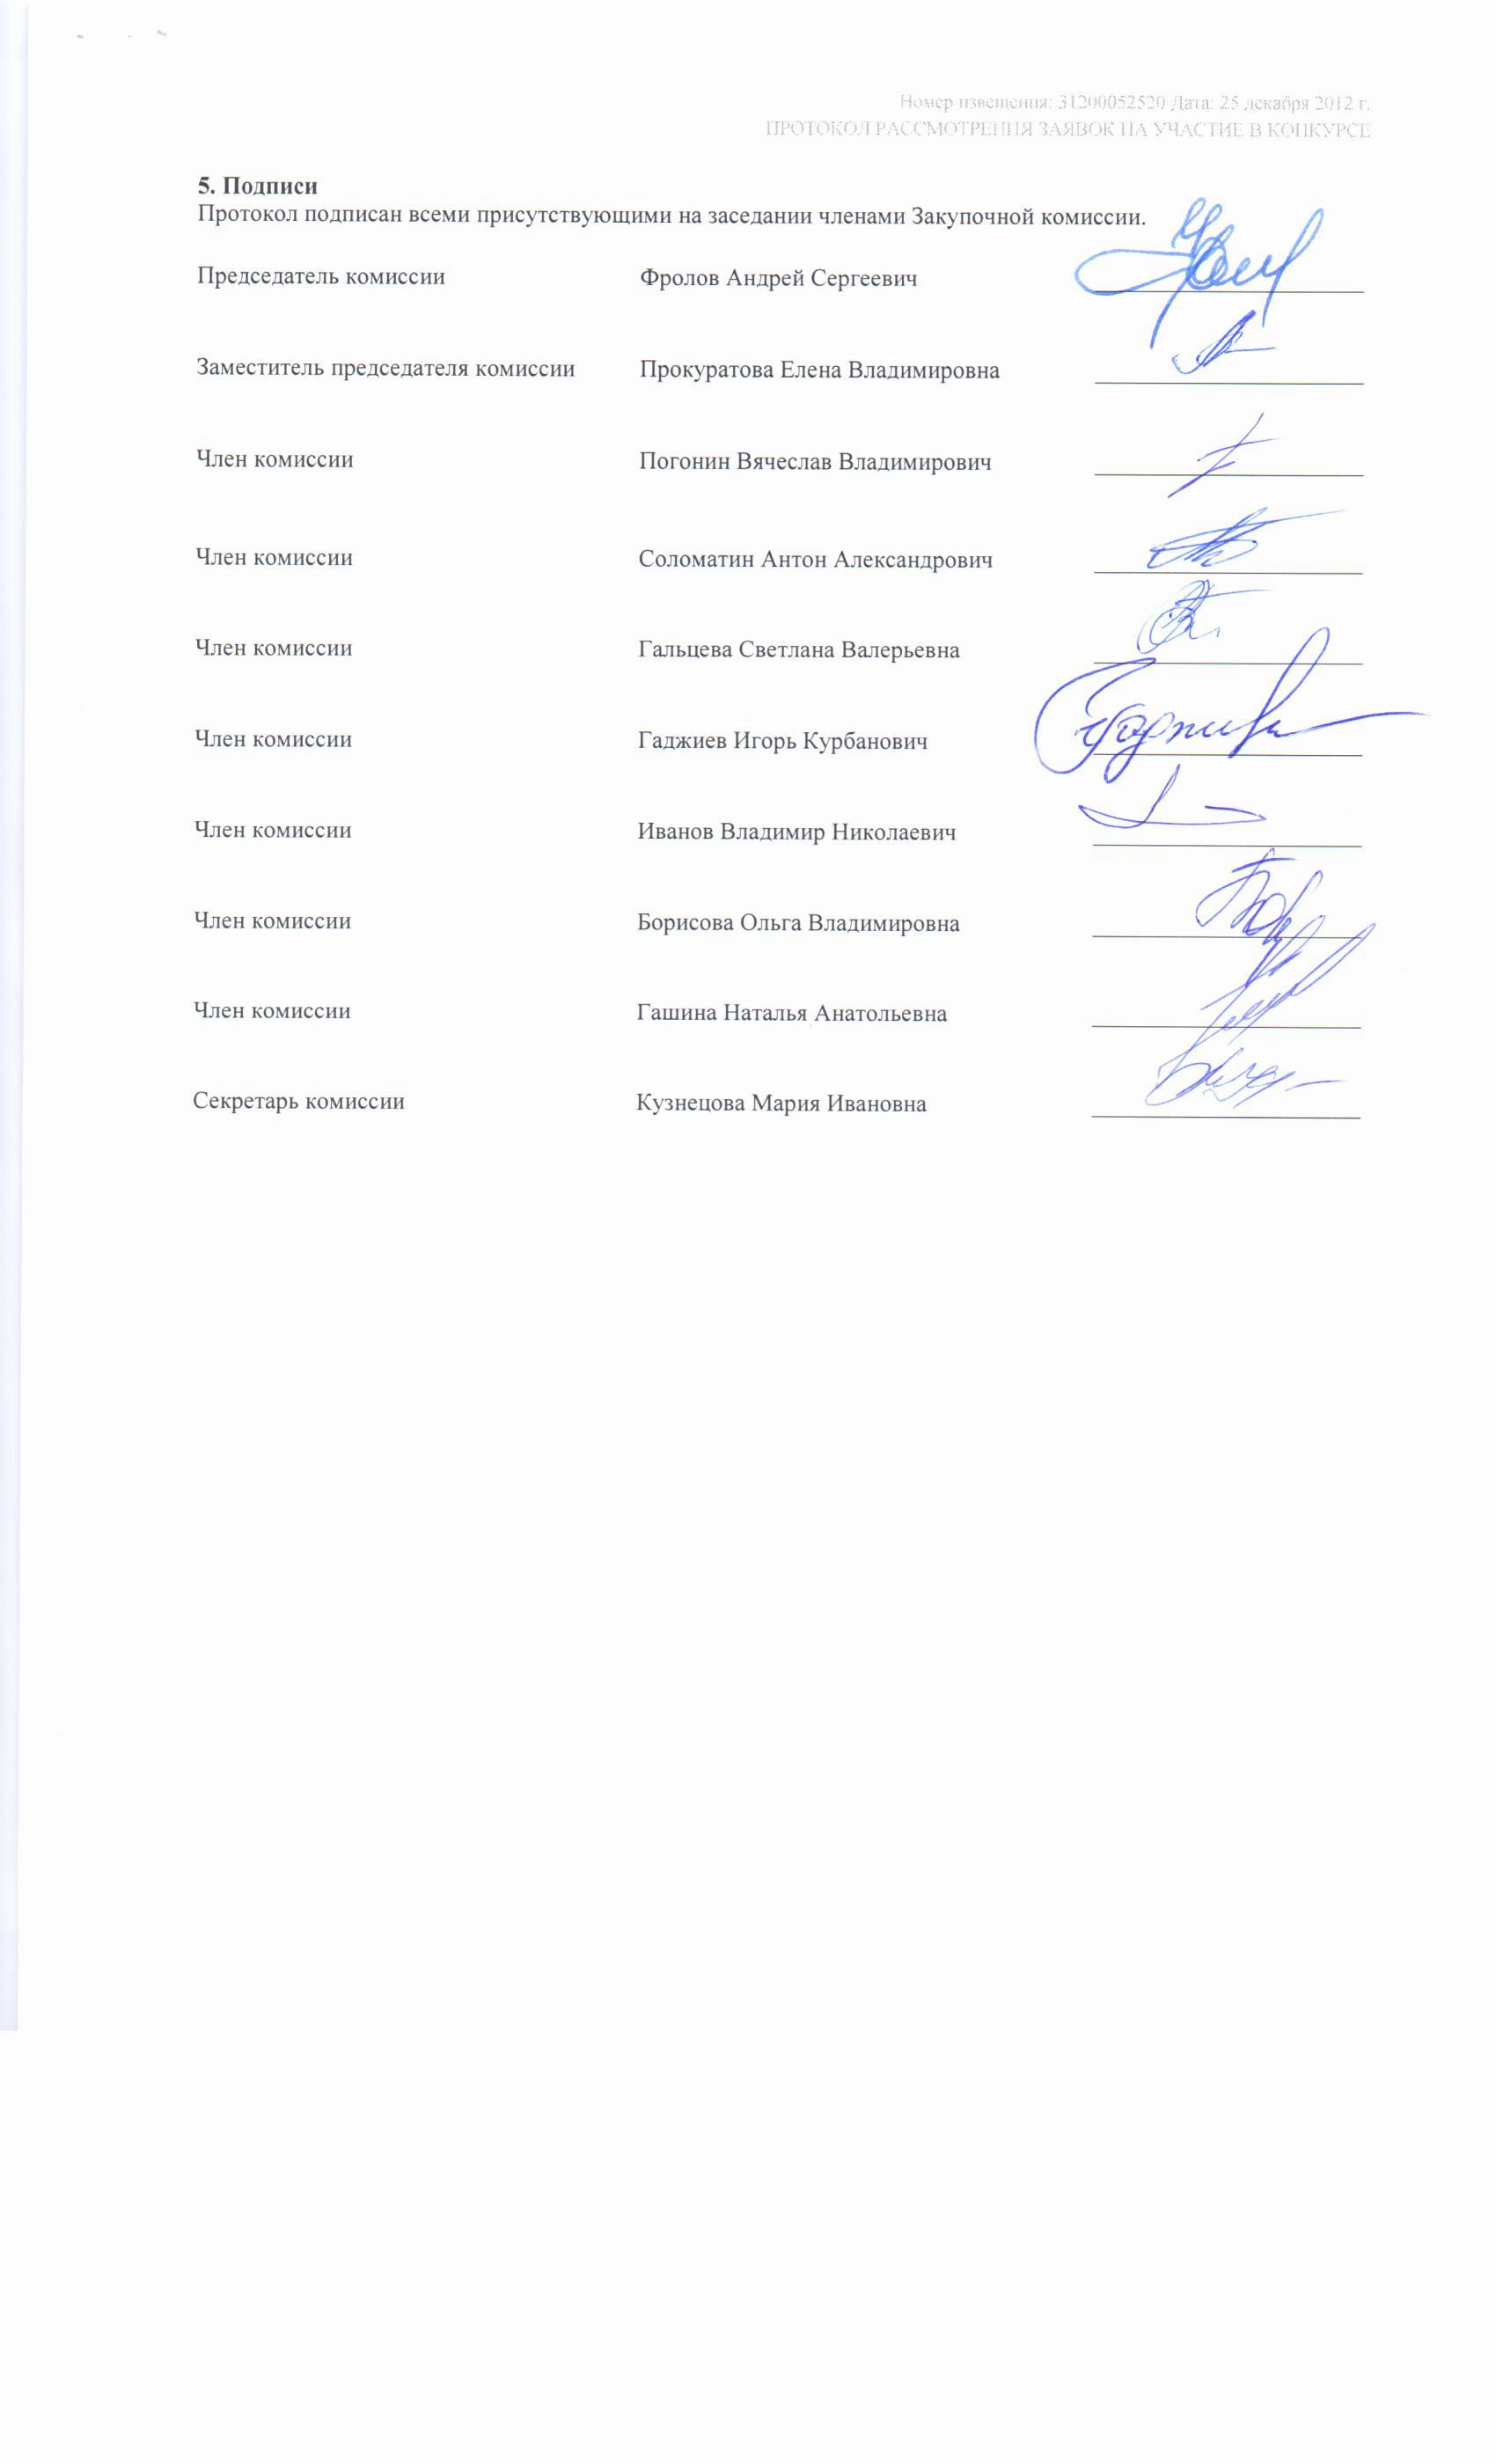 Номер извещения: 31200052520 Дата: 25 декабря 2012 г.
ПРОТОКОЛ РАССМОТРЕНИЯ ЗАЯВОК НА УЧАСТИЕ В КОНКУРСЕ
5. Подписи
Протокол подписан всеми присутствующими на заседании членами Закупочной комиссии.
Председатель комиссии Фролов Андрей Сергеевич
Заместитель председателя комиссии Прокуратова Елена Владимировна
Член комиссии Погонин Вячеслав Владимирович
Член комиссии Соломатин Антон Александрович
Член комиссии Гальцева Светлана Валерьевна
Член комиссии Гаджиев Игорь Курбанович
Член комиссии Иванов Владимир Николаевич
Член комиссии Борисова Ольга Владимировна
Член комиссии Гашина Наталья Анатольевна
Секретарь комиссии Кузнецова Мария Ивановна